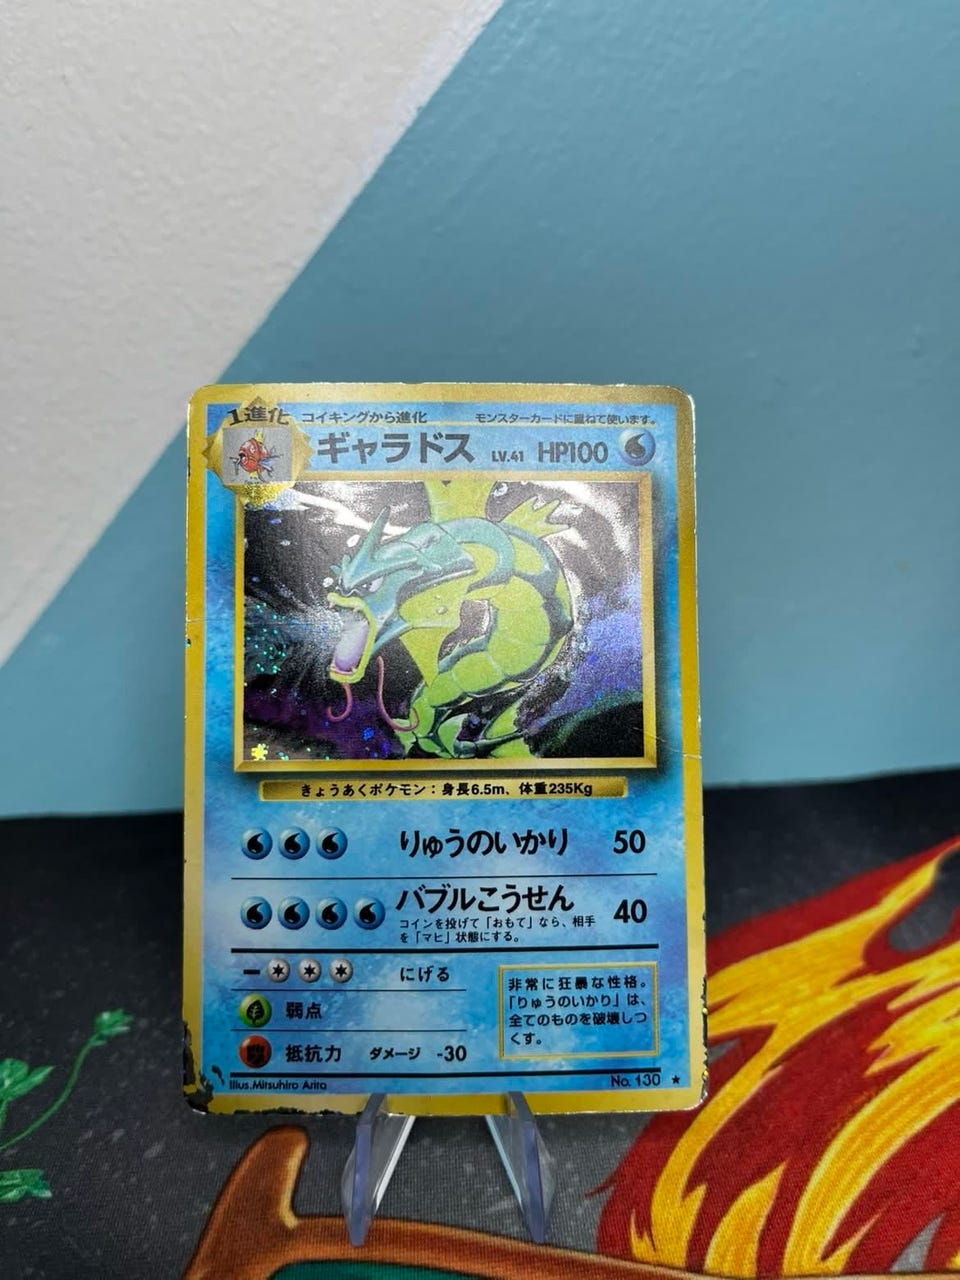 1進化 コイキングから進化 モンスターカードに重ねて使います。
ギャラドス LV.41 HP100
きょうあくポケモン：身長6.5m、体重235Kg
りゅうのいかり 50
バブルこうせん 40
コインを投げて「おもて」なら、相手
を「マヒ」状態にする。
にげる
弱点
抵抗力 ダメージ -30
非常に狂暴な性格。
「りゅうのいかり」は、
全てのものを破壊しつ
くす。
Illus.Mitsuhiro Arita No. 130 ★